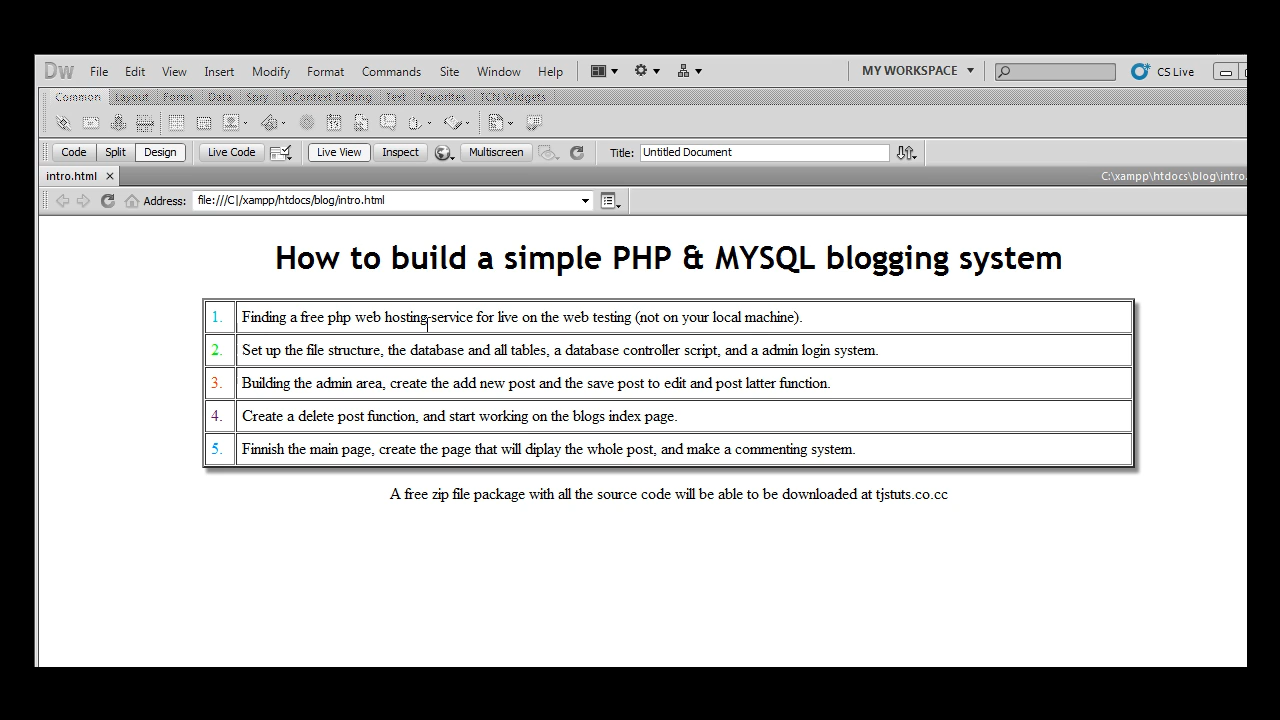 Dw File Edit View Insert Modify Format Commands Site Window Help MY WORKSPACE CS Live
Common Layout Forms Data Spry InContext Editing Text Favorites
Code Split Design Live Code Live View Inspect Multiscreen Title: Untitled Document
intro.html C:\xampp\htdocs\blog\intro.
Address: file:///C|/xampp/htdocs/blog/intro.html
How to build a simple PHP & MYSQL blogging system
1. Finding a free php web hosting service for live on the web testing (not on your local machine).
2. Set up the file structure, the database and all tables, a database controller script, and a admin login system.
3. Building the admin area, create the add new post and the save post to edit and post latter function.
4. Create a delete post function, and start working on the blogs index page.
5. Finnish the main page, create the page that will diplay the whole post, and make a commenting system.
A free zip file package with all the source code will be able to be downloaded at tjstuts.co.cc